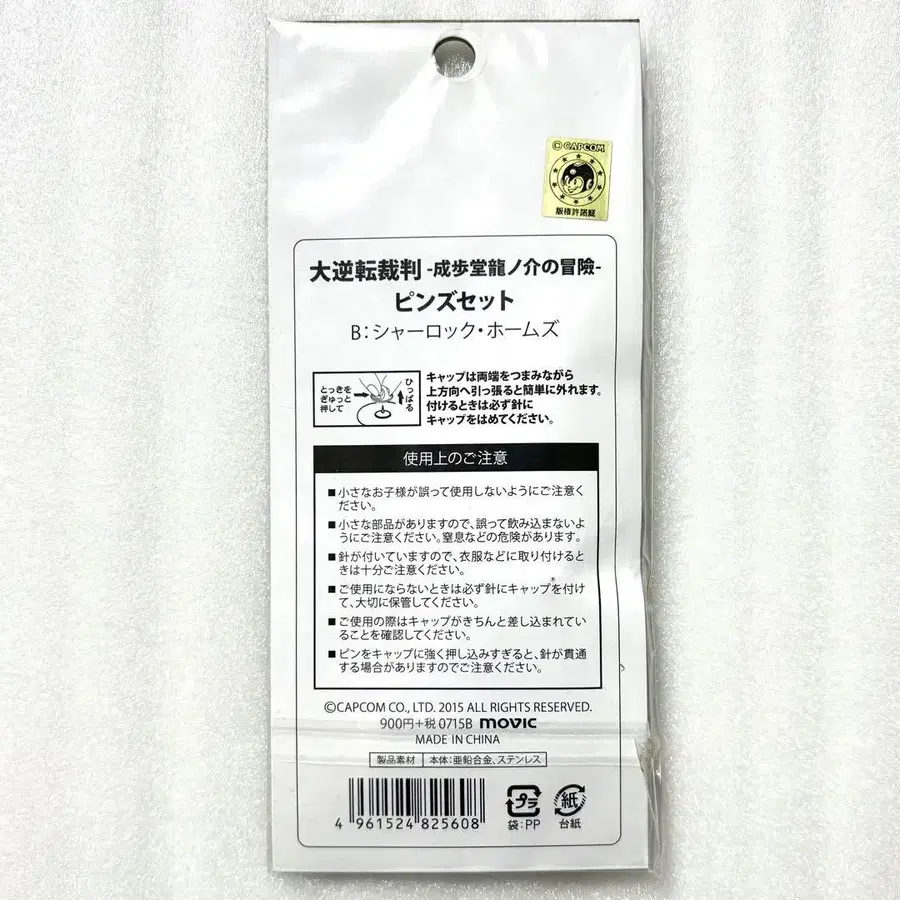 ©CAPCOM
版権許諾証
大逆転裁判 -成歩堂龍ノ介の冒險-
ピンズセット
B：シャーロック・ホームズ
とっきを
ぎゅっと
押して
ひっぱる
キャップは両端をつまみながら
上方向へ引っ張ると簡単に外れます。
付けるときは必ず針に
キャップをはめてください。
使用上のご注意
■小さなお子様が誤って使用しないようにご注意く
ださい。
■小さな部品がありますので、誤って飲み込まないよ
うにご注意ください。窒息などの危険があります。
■針が付いていますので、衣服などに取り付けると
きは十分ご注意ください。
■ご使用にならないときは必ず針にキャップを付け
て、大切に保管してください。
■ご使用の際はキャップがきちんと差し込まれてい
ることを確認してください。
■ピンをキャップに強く押し込みすぎると、針が貫通
する場合がありますのでご注意ください。
©CAPCOM CO., LTD. 2015 ALL RIGHTS RESERVED.
900円+税 0715B movic
MADE IN CHINA
製品素材 本体：亜鉛合金、ステンレス
4 961524 825608
プラ
袋：PP
紙
台紙